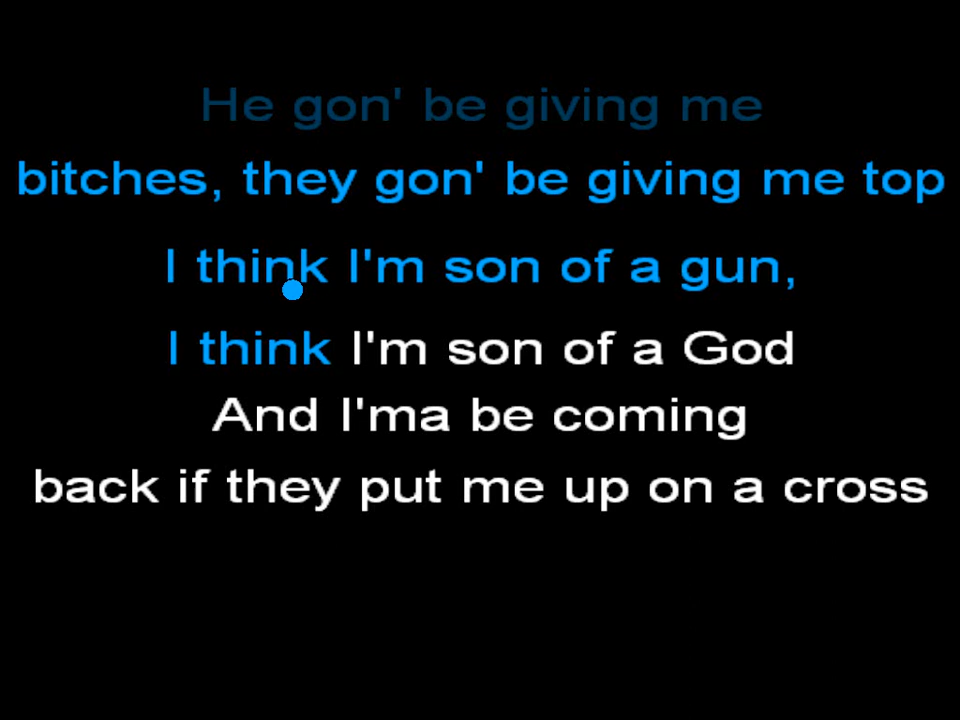 He gon' be giving me
bitches, they gon' be giving me top
I think I'm son of a gun,
I think I'm son of a God
And I'ma be coming
back if they put me up on a cross